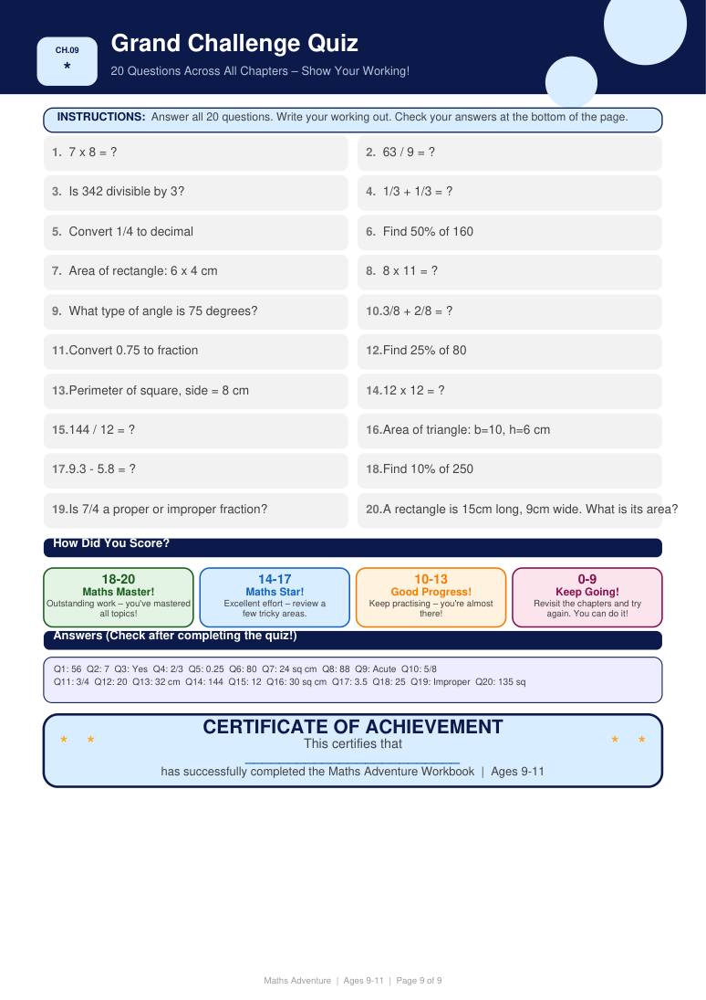 CH.09
*
Grand Challenge Quiz
20 Questions Across All Chapters – Show Your Working!
INSTRUCTIONS: Answer all 20 questions. Write your working out. Check your answers at the bottom of the page.
1. 7 x 8 = ?
2. 63 / 9 = ?
3. Is 342 divisible by 3?
4. 1/3 + 1/3 = ?
5. Convert 1/4 to decimal
6. Find 50% of 160
7. Area of rectangle: 6 x 4 cm
8. 8 x 11 = ?
9. What type of angle is 75 degrees?
10.3/8 + 2/8 = ?
11.Convert 0.75 to fraction
12.Find 25% of 80
13.Perimeter of square, side = 8 cm
14.12 x 12 = ?
15.144 / 12 = ?
16.Area of triangle: b=10, h=6 cm
17.9.3 - 5.8 = ?
18.Find 10% of 250
19.Is 7/4 a proper or improper fraction?
20.A rectangle is 15cm long, 9cm wide. What is its area?
How Did You Score?
18-20
Maths Master!
Outstanding work – you've mastered
all topics!
14-17
Maths Star!
Excellent effort – review a
few tricky areas.
10-13
Good Progress!
Keep practising – you're almost
there!
0-9
Keep Going!
Revisit the chapters and try
again. You can do it!
Answers (Check after completing the quiz!)
Q1: 56 Q2: 7 Q3: Yes Q4: 2/3 Q5: 0.25 Q6: 80 Q7: 24 sq cm Q8: 88 Q9: Acute Q10: 5/8
Q11: 3/4 Q12: 20 Q13: 32 cm Q14: 144 Q15: 12 Q16: 30 sq cm Q17: 3.5 Q18: 25 Q19: Improper Q20: 135 sq
CERTIFICATE OF ACHIEVEMENT
This certifies that
has successfully completed the Maths Adventure Workbook | Ages 9-11
Maths Adventure | Ages 9-11 | Page 9 of 9